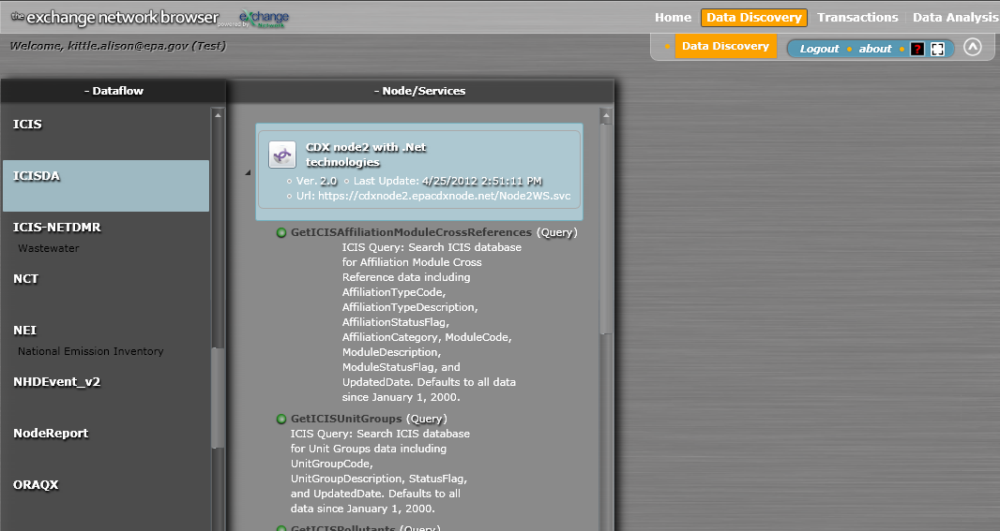 the exchange network browser powered by exchange Network
Home Data Discovery Transactions Data Analysis
Welcome, kittle.alison@epa.gov (Test)
Data Discovery Logout about ?
- Dataflow
- Node/Services
ICIS
ICISDA
ICIS-NETDMR
Wastewater
NCT
NEI
National Emission Inventory
NHDEvent_v2
NodeReport
ORAQX
CDX node2 with .Net
technologies
Ver. 2.0 Last Update: 4/25/2012 2:51:11 PM
Url: https://cdxnode2.epacdxnode.net/Node2WS.svc
GetICISAffiliationModuleCrossReferences (Query)
ICIS Query: Search ICIS database
for Affiliation Module Cross
Reference data including
AffiliationTypeCode,
AffiliationTypeDescription,
AffiliationStatusFlag,
AffiliationCategory, ModuleCode,
ModuleDescription,
ModuleStatusFlag, and
UpdatedDate. Defaults to all data
since January 1, 2000.
GetICISUnitGroups (Query)
ICIS Query: Search ICIS database
for Unit Groups data including
UnitGroupCode,
UnitGroupDescription, StatusFlag,
and UpdatedDate. Defaults to all
data since January 1, 2000.
GetICISPollutants (Query)